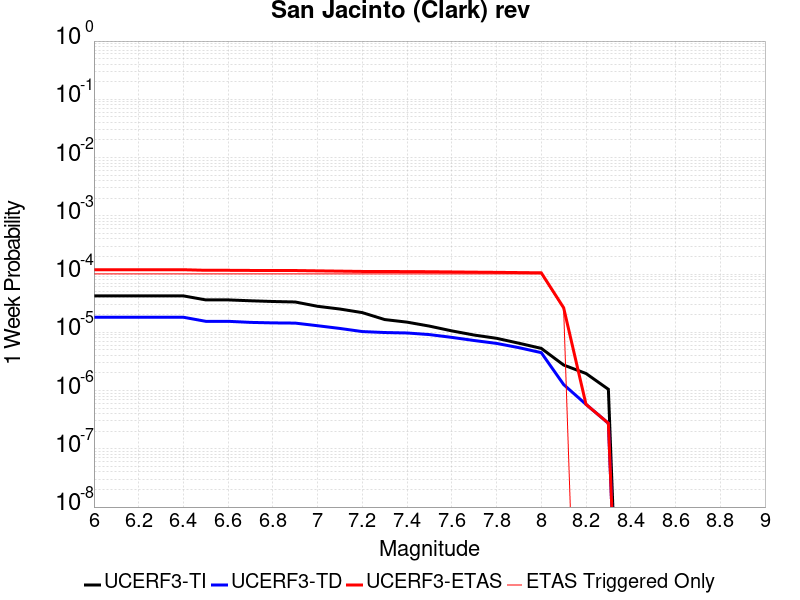 San Jacinto (Clark) rev
10^0
10^-1
10^-2
10^-3
10^-4
10^-5
10^-6
10^-7
10^-8
1 Week Probability
6 6.2 6.4 6.6 6.8 7 7.2 7.4 7.6 7.8 8 8.2 8.4 8.6 8.8 9
Magnitude
UCERF3-TI UCERF3-TD UCERF3-ETAS ETAS Triggered Only